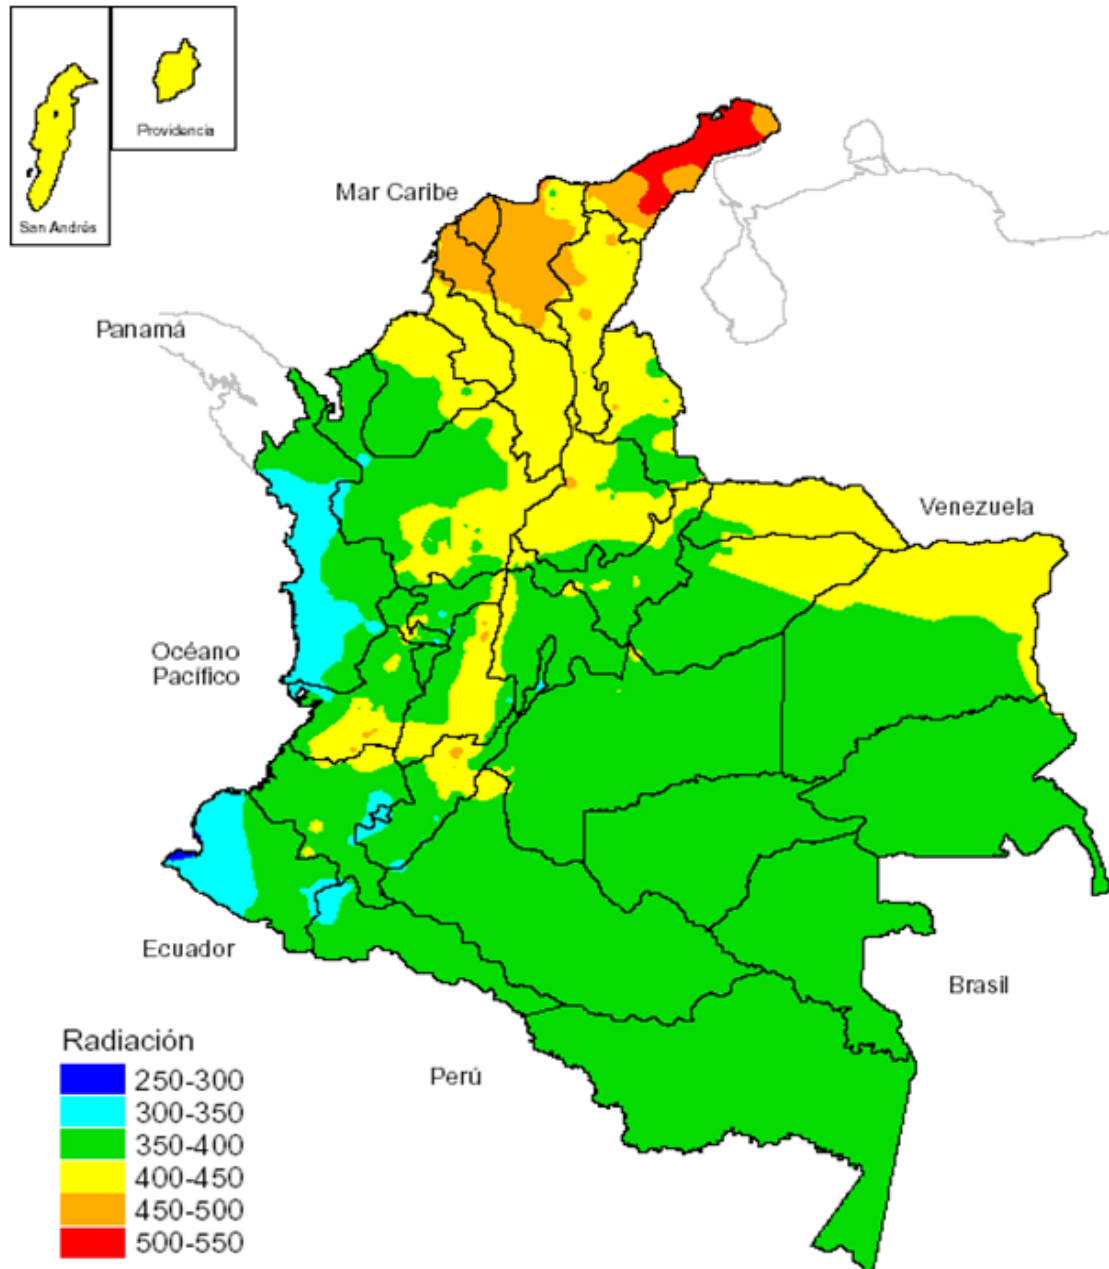 Providencia
San Andrés
Mar Caribe
Panamá
Venezuela
Océano
Pacífico
Ecuador
Brasil
Perú
Radiación
250-300
300-350
350-400
400-450
450-500
500-550